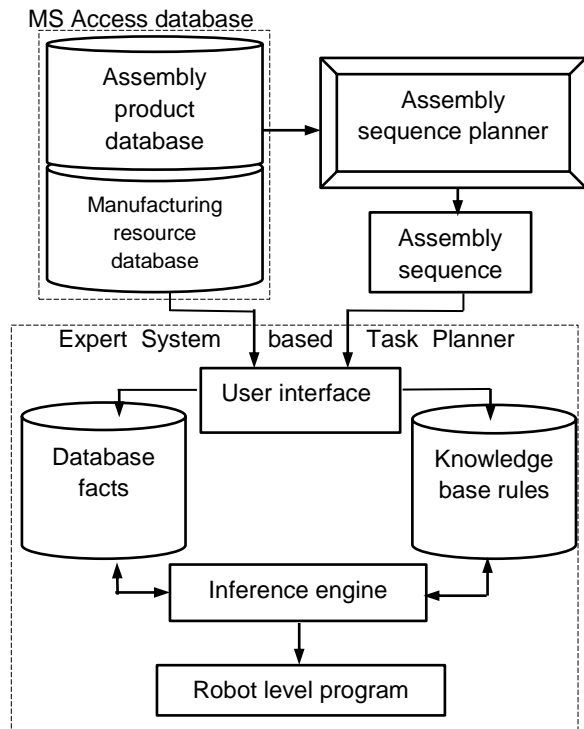 MS Access database
Assembly
product
database
Assembly
sequence planner
Manufacturing
resource
database
Assembly
sequence
Expert System based Task Planner
User interface
Database
facts
Knowledge
base rules
Inference engine
Robot level program